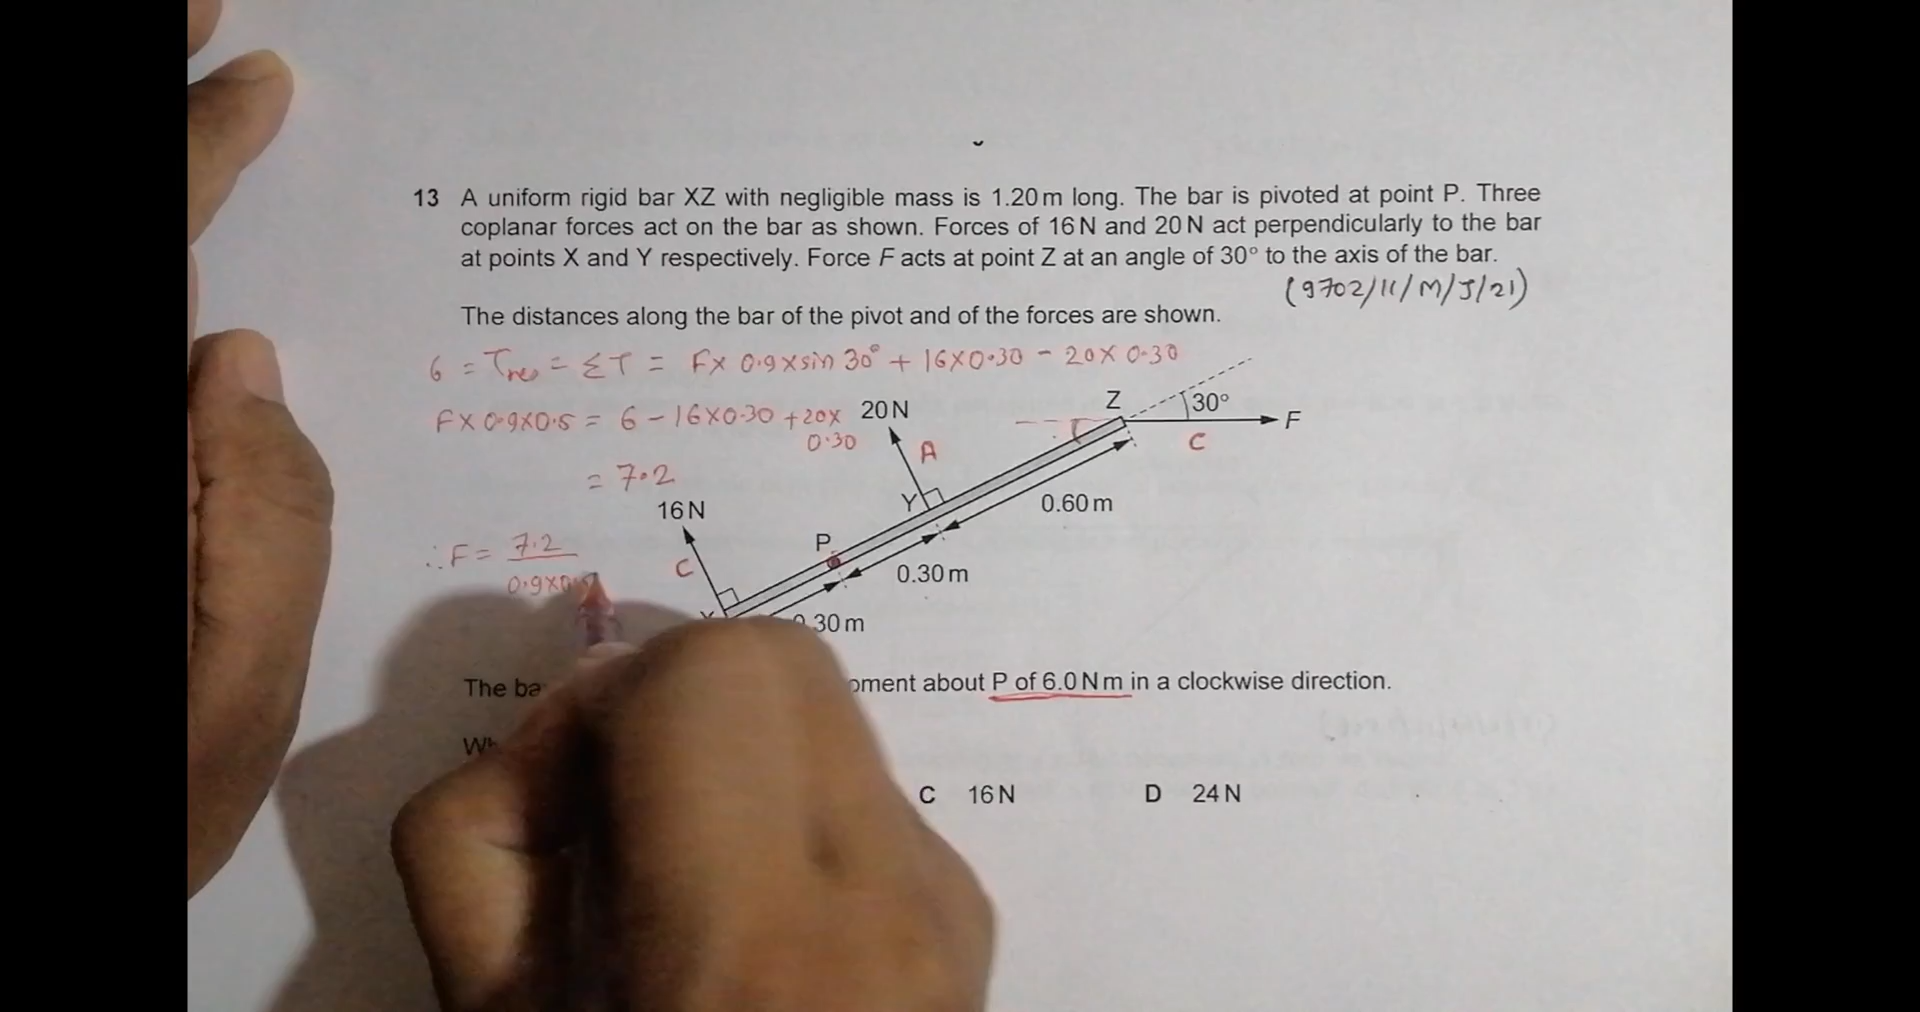 13 A uniform rigid bar XZ with negligible mass is 1.20 m long. The bar is pivoted at point P. Three
coplanar forces act on the bar as shown. Forces of 16 N and 20 N act perpendicularly to the bar
at points X and Y respectively. Force F acts at point Z at an angle of 30° to the axis of the bar.
(9702/11/M/J/21)
The distances along the bar of the pivot and of the forces are shown.
6 = Tres = ΣT = F× 0.9×sin 30° + 16×0.30 - 20× 0.30
F× 0.9×0.5 = 6 - 16×0.30 + 20×
0.30
= 7.2
∴ F = 7.2
0.9×0.5
20 N
A
Z
30°
F
C
Y
0.60 m
16 N
C
P
0.30 m
X
0.30 m
The ba
oment about P of 6.0 N m in a clockwise direction.
Wh
C 16 N D 24 N